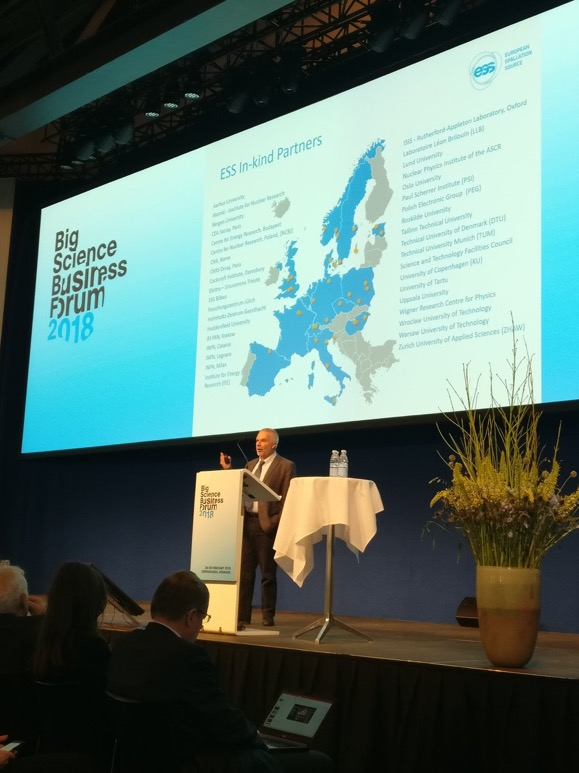 ess
EUROPEAN
SPALLATION
SOURCE
ESS In-kind Partners
Aarhus University
Atomki - Institute for Nuclear Research
Bergen University
CEA Saclay, Paris
Centre for Energy Research, Budapest
Centre for Nuclear Research, Poland, (NCBJ)
CNR, Rome
CNRS Orsay, Paris
Cockcroft Institute, Daresbury
Elettra – Sincrotrone Trieste
ESS Bilbao
Forschungszentrum Jülich
Helmholtz-Zentrum Geesthacht
Huddersfield University
IFJ PAN, Krakow
INFN, Catania
INFN, Legnaro
INFN, Milan
Institute for Energy
Research (IFE)
ISIS - Rutherford-Appleton Laboratory, Oxford
Laboratoire Léon Brilouin (LLB)
Lund University
Nuclear Physics Institute of the ASCR
Oslo University
Paul Scherrer Institute (PSI)
Polish Electronic Group (PEG)
Roskilde University
Tallinn Technical University
Technical University of Denmark (DTU)
Technical University Munich (TUM)
Science and Technology Facilities Council
University of Copenhagen (KU)
University of Tartu
Uppsala University
Wigner Research Centre for Physics
Wroclaw University of Technology
Warsaw University of Technology
Zurich University of Applied Sciences (ZHAW)
Big
Science
Business
Forum
2018
Big
Science
Business
Forum
2018
26-28 FEBRUARY 2018
COPENHAGEN, DENMARK